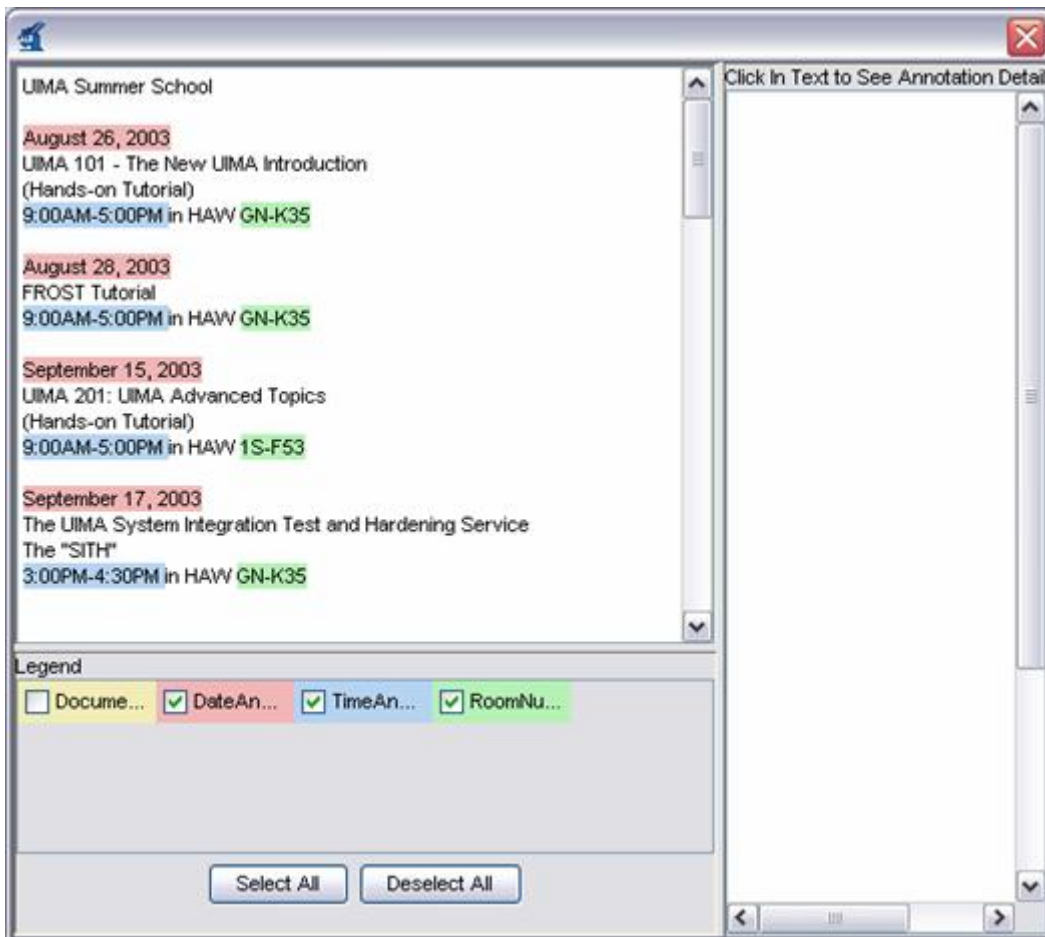 UIMA Summer School
August 26, 2003
UIMA 101 - The New UIMA Introduction
(Hands-on Tutorial)
9:00AM-5:00PM in HAW GN-K35
August 28, 2003
FROST Tutorial
9:00AM-5:00PM in HAW GN-K35
September 15, 2003
UIMA 201: UIMA Advanced Topics
(Hands-on Tutorial)
9:00AM-5:00PM in HAW 1S-F53
September 17, 2003
The UIMA System Integration Test and Hardening Service
The "SITH"
3:00PM-4:30PM in HAW GN-K35
Legend
Docume... DateAn... TimeAn... RoomNu...
Select All Deselect All
Click In Text to See Annotation Detail